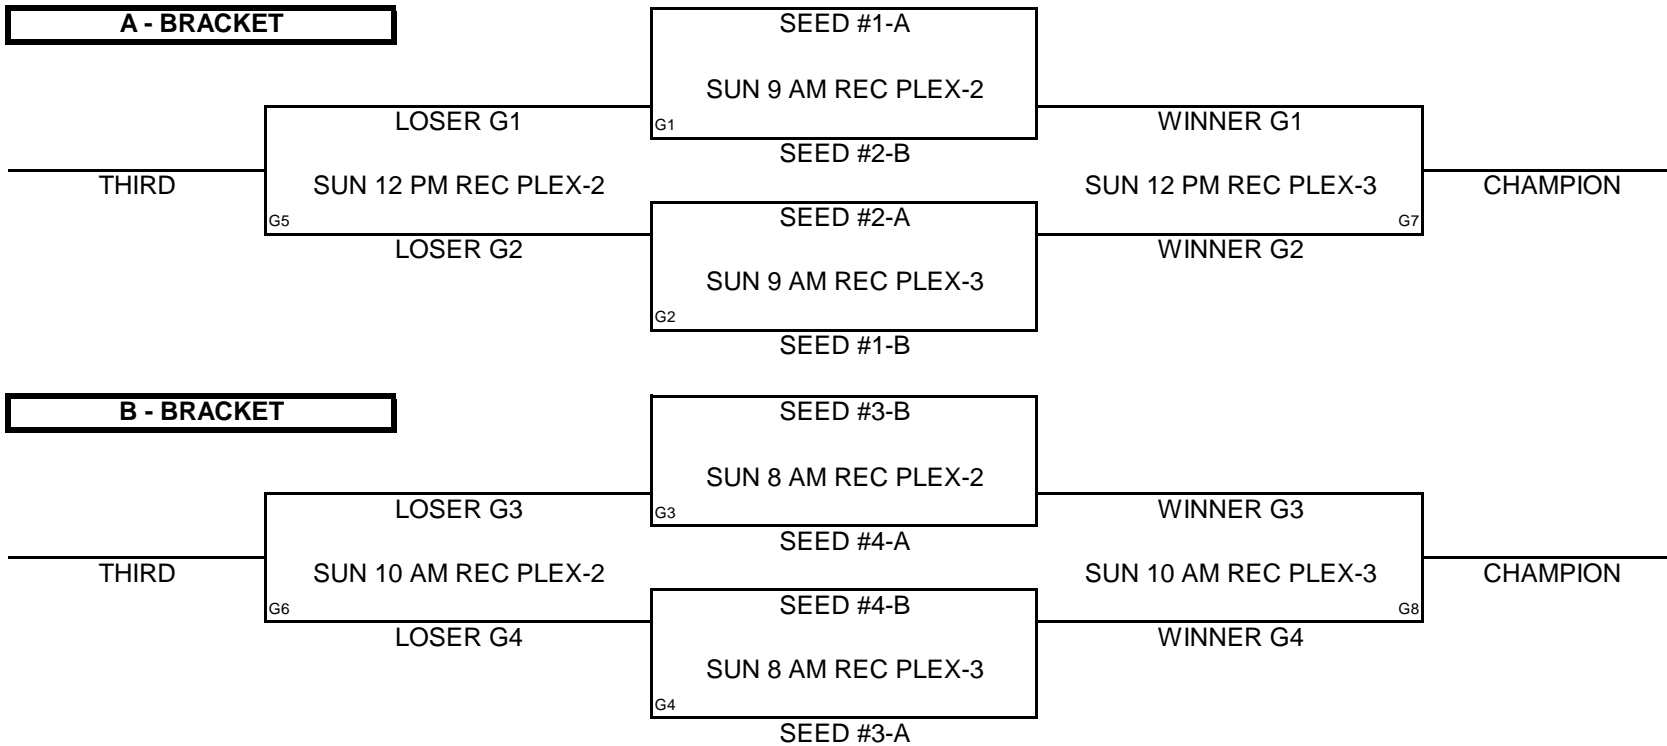 A - BRACKET
SEED #1-A
SUN 9 AM REC PLEX-2
LOSER G1
G1
WINNER G1
SEED #2-B
THIRD
SUN 12 PM REC PLEX-2
SUN 12 PM REC PLEX-3
CHAMPION
G5
SEED #2-A
G7
LOSER G2
WINNER G2
SUN 9 AM REC PLEX-3
G2
SEED #1-B
B - BRACKET
SEED #3-B
SUN 8 AM REC PLEX-2
LOSER G3
G3
WINNER G3
SEED #4-A
THIRD
SUN 10 AM REC PLEX-2
SUN 10 AM REC PLEX-3
CHAMPION
G6
SEED #4-B
G8
LOSER G4
WINNER G4
SUN 8 AM REC PLEX-3
G4
SEED #3-A